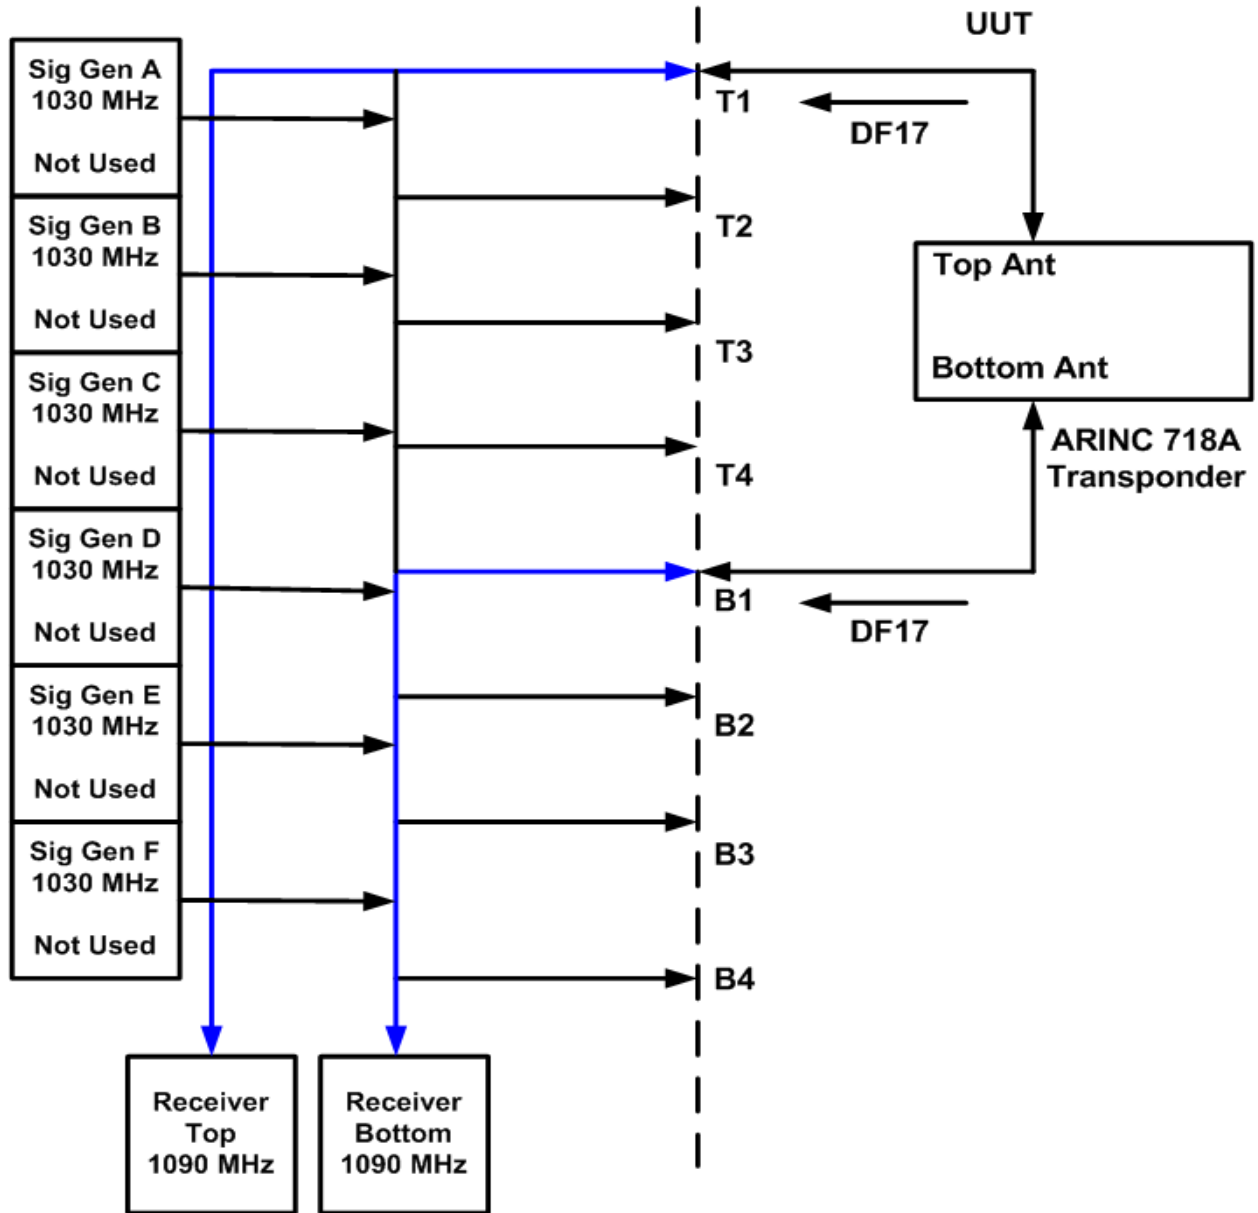 UUT
Sig Gen A
1030 MHz
Not Used
Sig Gen B
1030 MHz
Not Used
Sig Gen C
1030 MHz
Not Used
Sig Gen D
1030 MHz
Not Used
Sig Gen E
1030 MHz
Not Used
Sig Gen F
1030 MHz
Not Used
T1
T2
T3
T4
B1
B2
B3
B4
DF17
Top Ant
Bottom Ant
ARINC 718A
Transponder
DF17
Receiver
Top
1090 MHz
Receiver
Bottom
1090 MHz